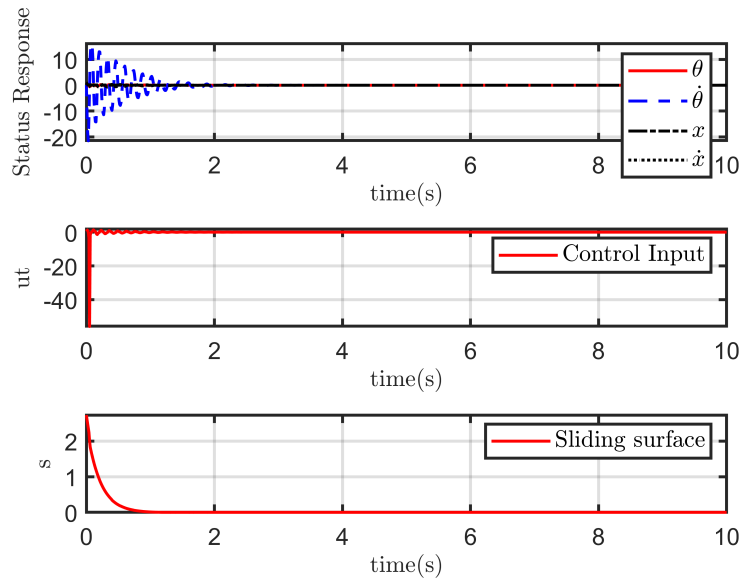 Status Response
10
0
-10
-20
θ
θ̇
x
ẋ
0 2 4 6 8 10
time(s)
ut
0
-20
-40
Control Input
0 2 4 6 8 10
time(s)
s
2
1
0
Sliding surface
0 2 4 6 8 10
time(s)